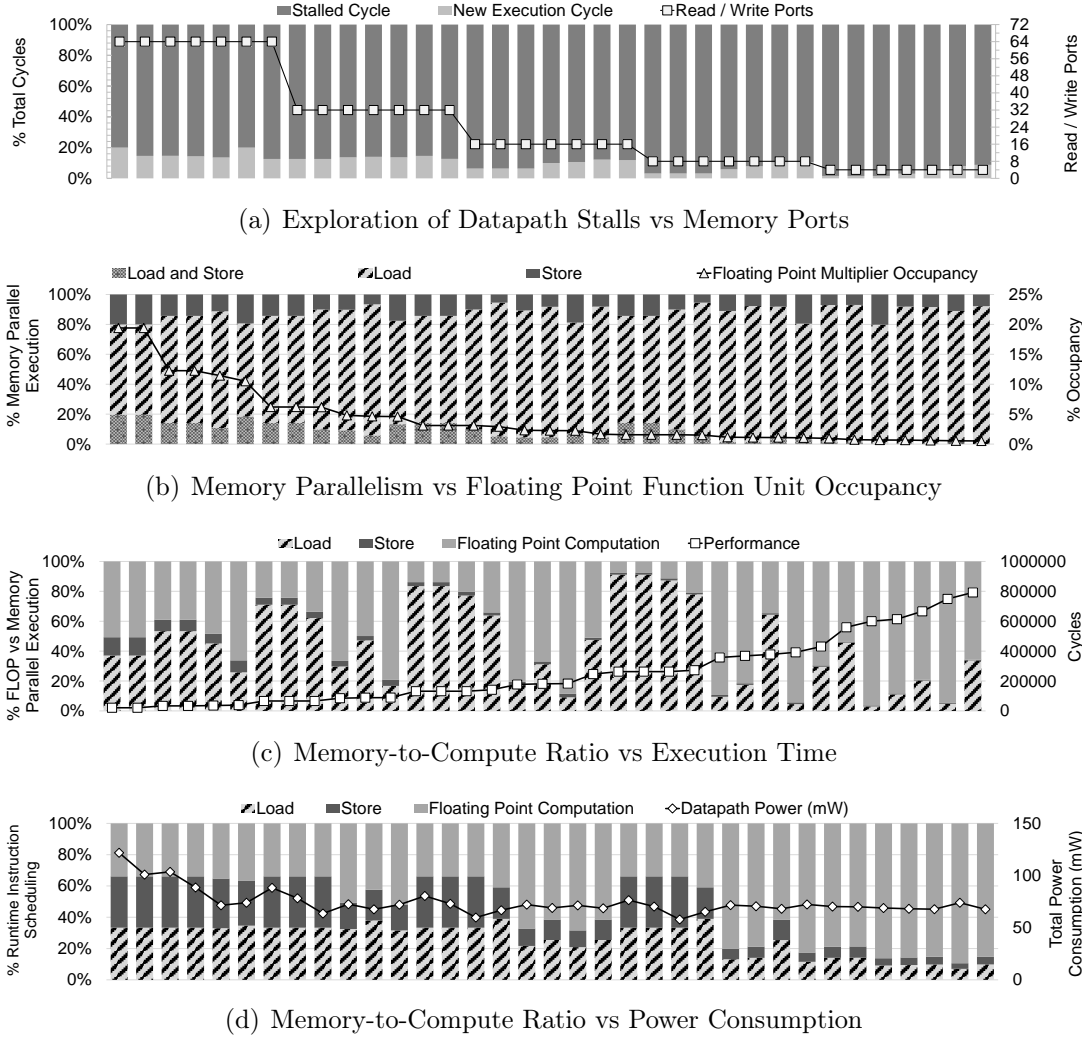 Stalled Cycle New Execution Cycle Read / Write Ports
100%
80%
60%
40%
20%
0%
% Total Cycles
72
64
56
48
40
32
24
16
8
0
Read / Write Ports
(a) Exploration of Datapath Stalls vs Memory Ports
Load and Store Load Store Floating Point Multiplier Occupancy
100%
80%
60%
40%
20%
0%
% Memory Parallel
Execution
25%
20%
15%
10%
5%
0%
% Occupancy
(b) Memory Parallelism vs Floating Point Function Unit Occupancy
Load Store Floating Point Computation Performance
100%
80%
60%
40%
20%
0%
% FLOP vs Memory
Parallel Execution
1000000
800000
600000
400000
200000
0
Cycles
(c) Memory-to-Compute Ratio vs Execution Time
Load Store Floating Point Computation Datapath Power (mW)
100%
80%
60%
40%
20%
0%
% Runtime Instruction
Scheduling
150
100
50
0
Total Power
Consumption (mW)
(d) Memory-to-Compute Ratio vs Power Consumption